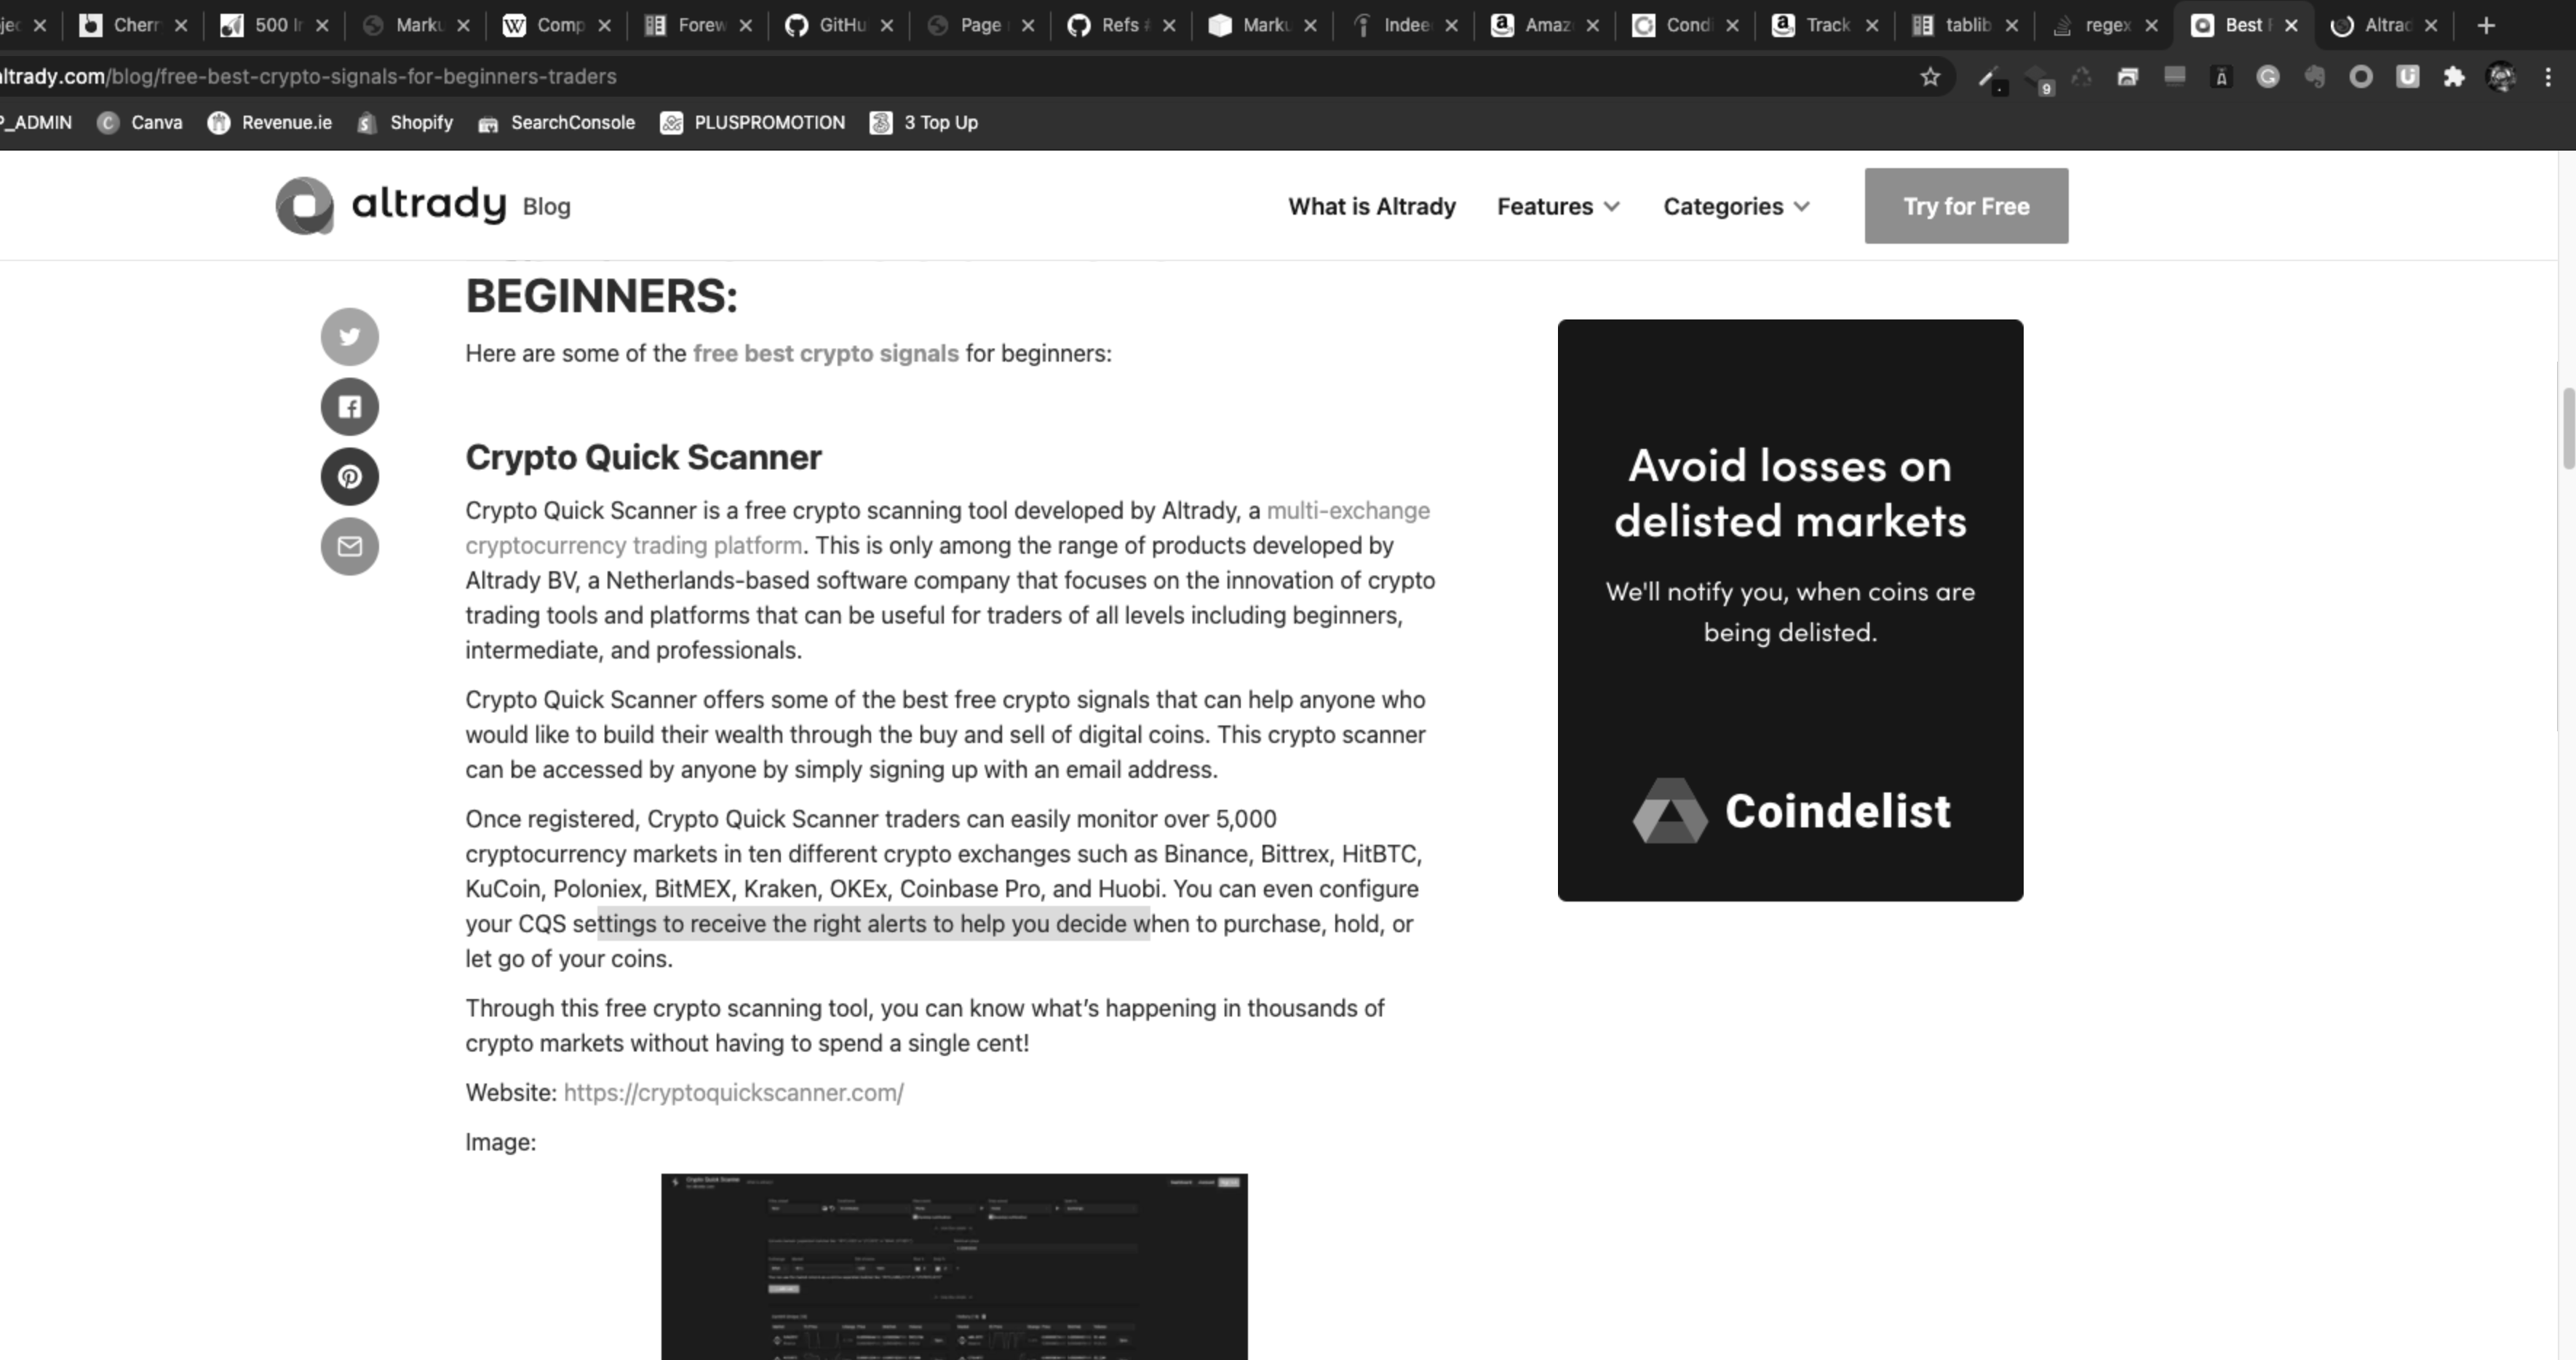 jec Cherr 500 Ir Marku Comp Forew GitHu Page Refs # Marku Indee Amaz Cond Track tablib regex Best F Altrad
altrady.com/blog/free-best-crypto-signals-for-beginners-traders
9
P_ADMIN Canva Revenue.ie Shopify SearchConsole PLUSPROMOTION 3 Top Up
altrady Blog What is Altrady Features Categories Try for Free
BEGINNERS:
Here are some of the free best crypto signals for beginners:
Crypto Quick Scanner
Crypto Quick Scanner is a free crypto scanning tool developed by Altrady, a multi-exchange
cryptocurrency trading platform. This is only among the range of products developed by
Altrady BV, a Netherlands-based software company that focuses on the innovation of crypto
trading tools and platforms that can be useful for traders of all levels including beginners,
intermediate, and professionals.
Crypto Quick Scanner offers some of the best free crypto signals that can help anyone who
would like to build their wealth through the buy and sell of digital coins. This crypto scanner
can be accessed by anyone by simply signing up with an email address.
Once registered, Crypto Quick Scanner traders can easily monitor over 5,000
cryptocurrency markets in ten different crypto exchanges such as Binance, Bittrex, HitBTC,
KuCoin, Poloniex, BitMEX, Kraken, OKEx, Coinbase Pro, and Huobi. You can even configure
your CQS settings to receive the right alerts to help you decide when to purchase, hold, or
let go of your coins.
Through this free crypto scanning tool, you can know what’s happening in thousands of
crypto markets without having to spend a single cent!
Website: https://cryptoquickscanner.com/
Image:
Crypto Quick Scanner
Avoid losses on
delisted markets
We'll notify you, when coins are
being delisted.
Coindelist